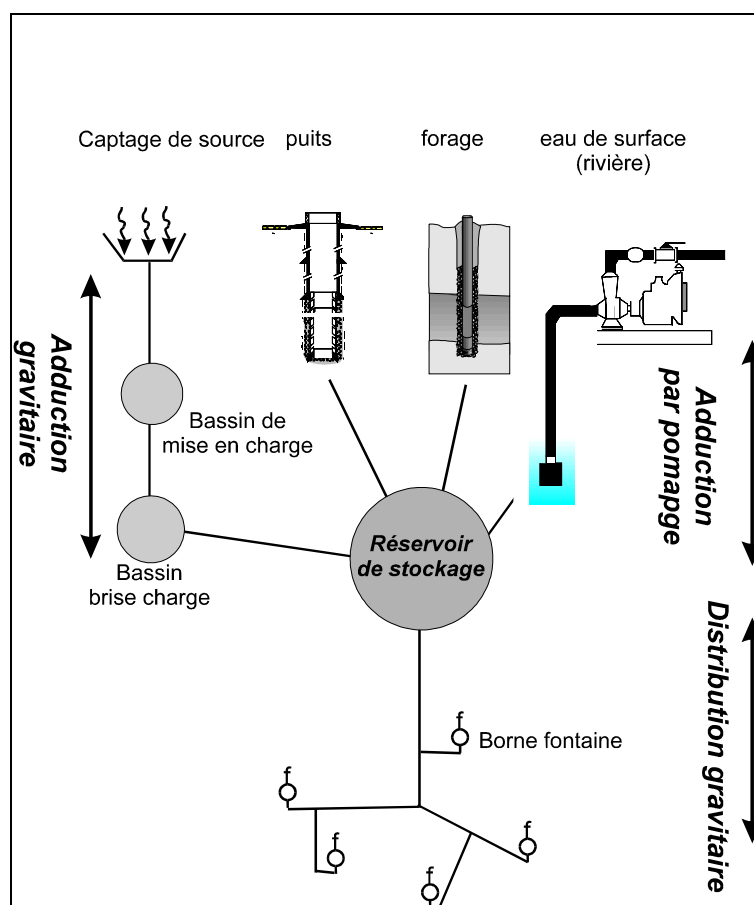 Captage de source
puits
forage
eau de surface
(rivière)
Adduction
gravitaire
Bassin de
mise en charge
Adduction
par pomapge
Réservoir
de stockage
Bassin
brise charge
Distribution gravitaire
f
Borne fontaine
f
f
f
f